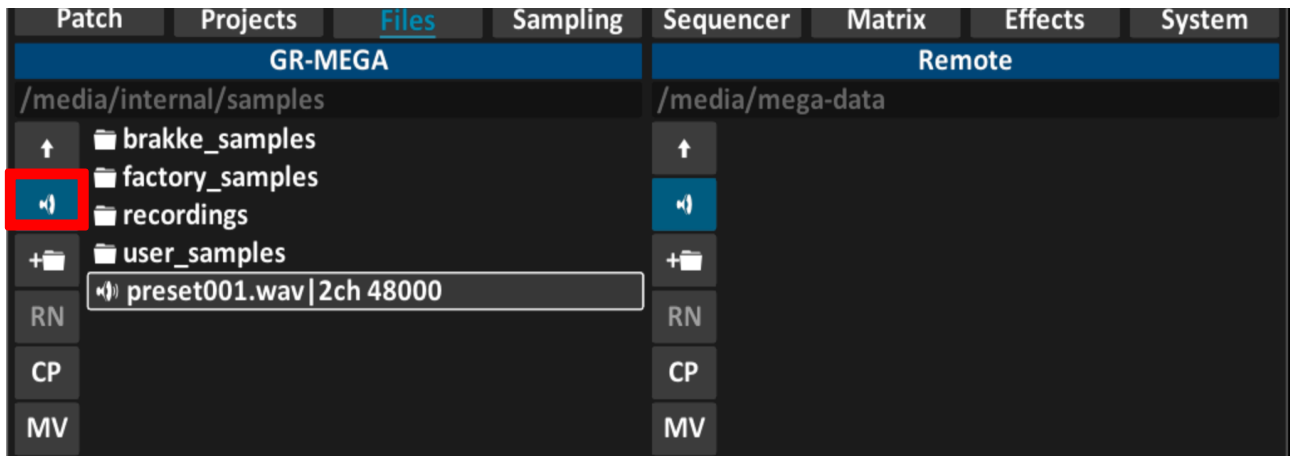 Patch Projects Files Sampling Sequencer Matrix Effects System
GR-MEGA
/media/internal/samples
brakke_samples
factory_samples
recordings
user_samples
preset001.wav|2ch 48000
+
RN
CP
MV
Remote
/media/mega-data
+
RN
CP
MV